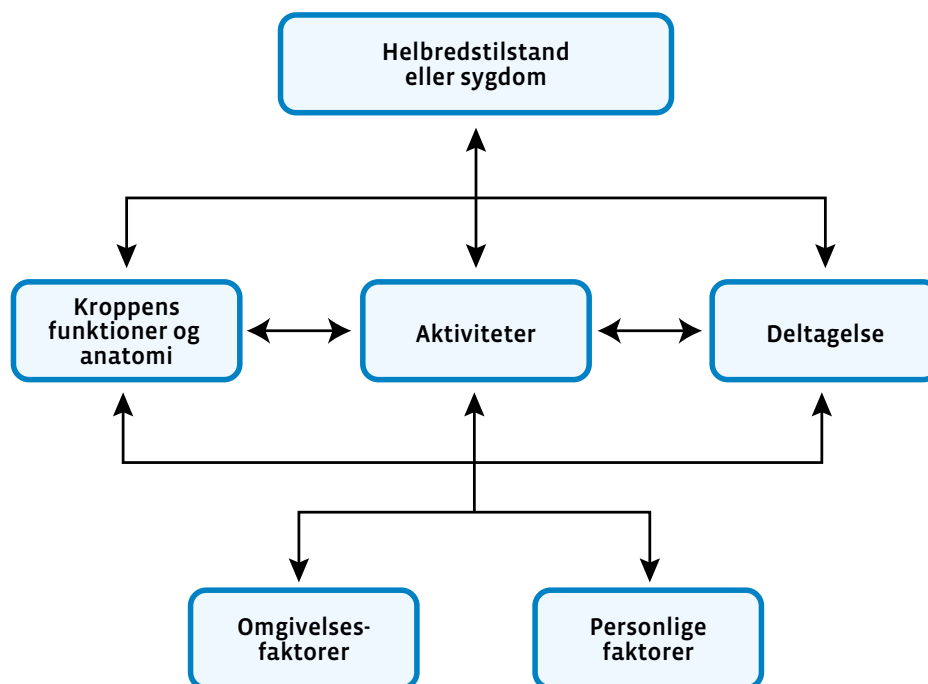 Helbredstilstand
eller sygdom
Kroppens
funktioner og
anatomi
Aktiviteter
Deltagelse
Omgivelses-
faktorer
Personlige
faktorer